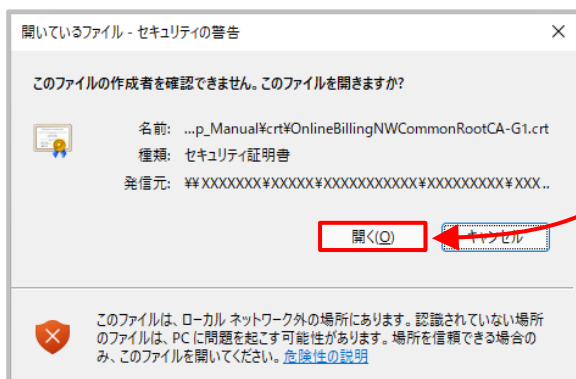 開いているファイル - セキュリティの警告
このファイルの作成者を確認できません。このファイルを開きますか?
名前: ...p_Manual¥crt¥OnlineBillingNWCommonRootCA-G1.crt
種類: セキュリティ証明書
発信元: ¥¥XXXXXXX¥XXXXX¥XXXXXXXXXXX¥XXXXXXXXX¥XXX..
開く(O) キャンセル
このファイルは、ローカル ネットワーク外の場所にあります。認識されていない場所
のファイルは、PC に問題を起こす可能性があります。場所を信頼できる場合の
み、このファイルを開いてください。危険性の説明